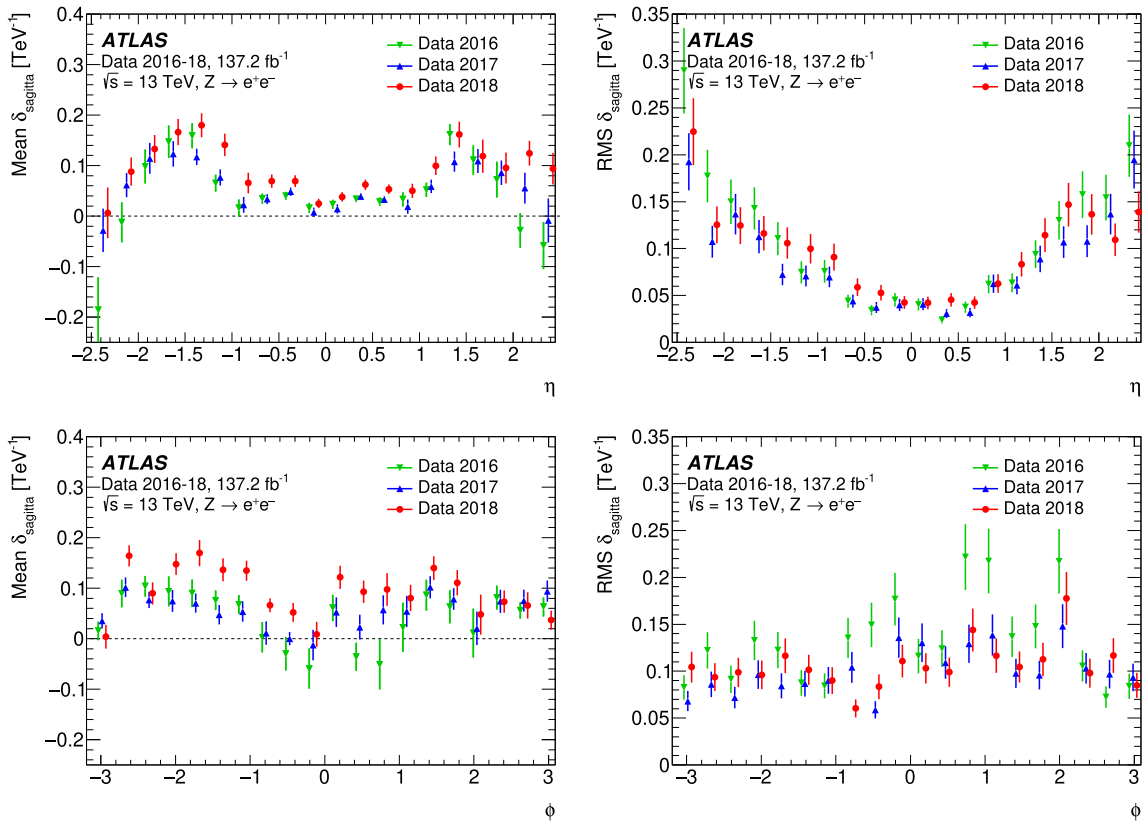 Mean δsagitta [TeV⁻¹]
0.4
0.3
0.2
0.1
0
−0.1
−0.2
ATLAS
Data 2016-18, 137.2 fb⁻¹
√s = 13 TeV, Z → e⁺e⁻
Data 2016
Data 2017
Data 2018
−2.5 −2 −1.5 −1 −0.5 0 0.5 1 1.5 2
η
RMS δsagitta [TeV⁻¹]
0.35
0.3
0.25
0.2
0.15
0.1
0.05
0
ATLAS
Data 2016-18, 137.2 fb⁻¹
√s = 13 TeV, Z → e⁺e⁻
Data 2016
Data 2017
Data 2018
−2.5 −2 −1.5 −1 −0.5 0 0.5 1 1.5 2
η
Mean δsagitta [TeV⁻¹]
0.4
0.3
0.2
0.1
0
−0.1
−0.2
ATLAS
Data 2016-18, 137.2 fb⁻¹
√s = 13 TeV, Z → e⁺e⁻
Data 2016
Data 2017
Data 2018
−3 −2 −1 0 1 2 3
ϕ
RMS δsagitta [TeV⁻¹]
0.35
0.3
0.25
0.2
0.15
0.1
0.05
0
ATLAS
Data 2016-18, 137.2 fb⁻¹
√s = 13 TeV, Z → e⁺e⁻
Data 2016
Data 2017
Data 2018
−3 −2 −1 0 1 2 3
ϕ